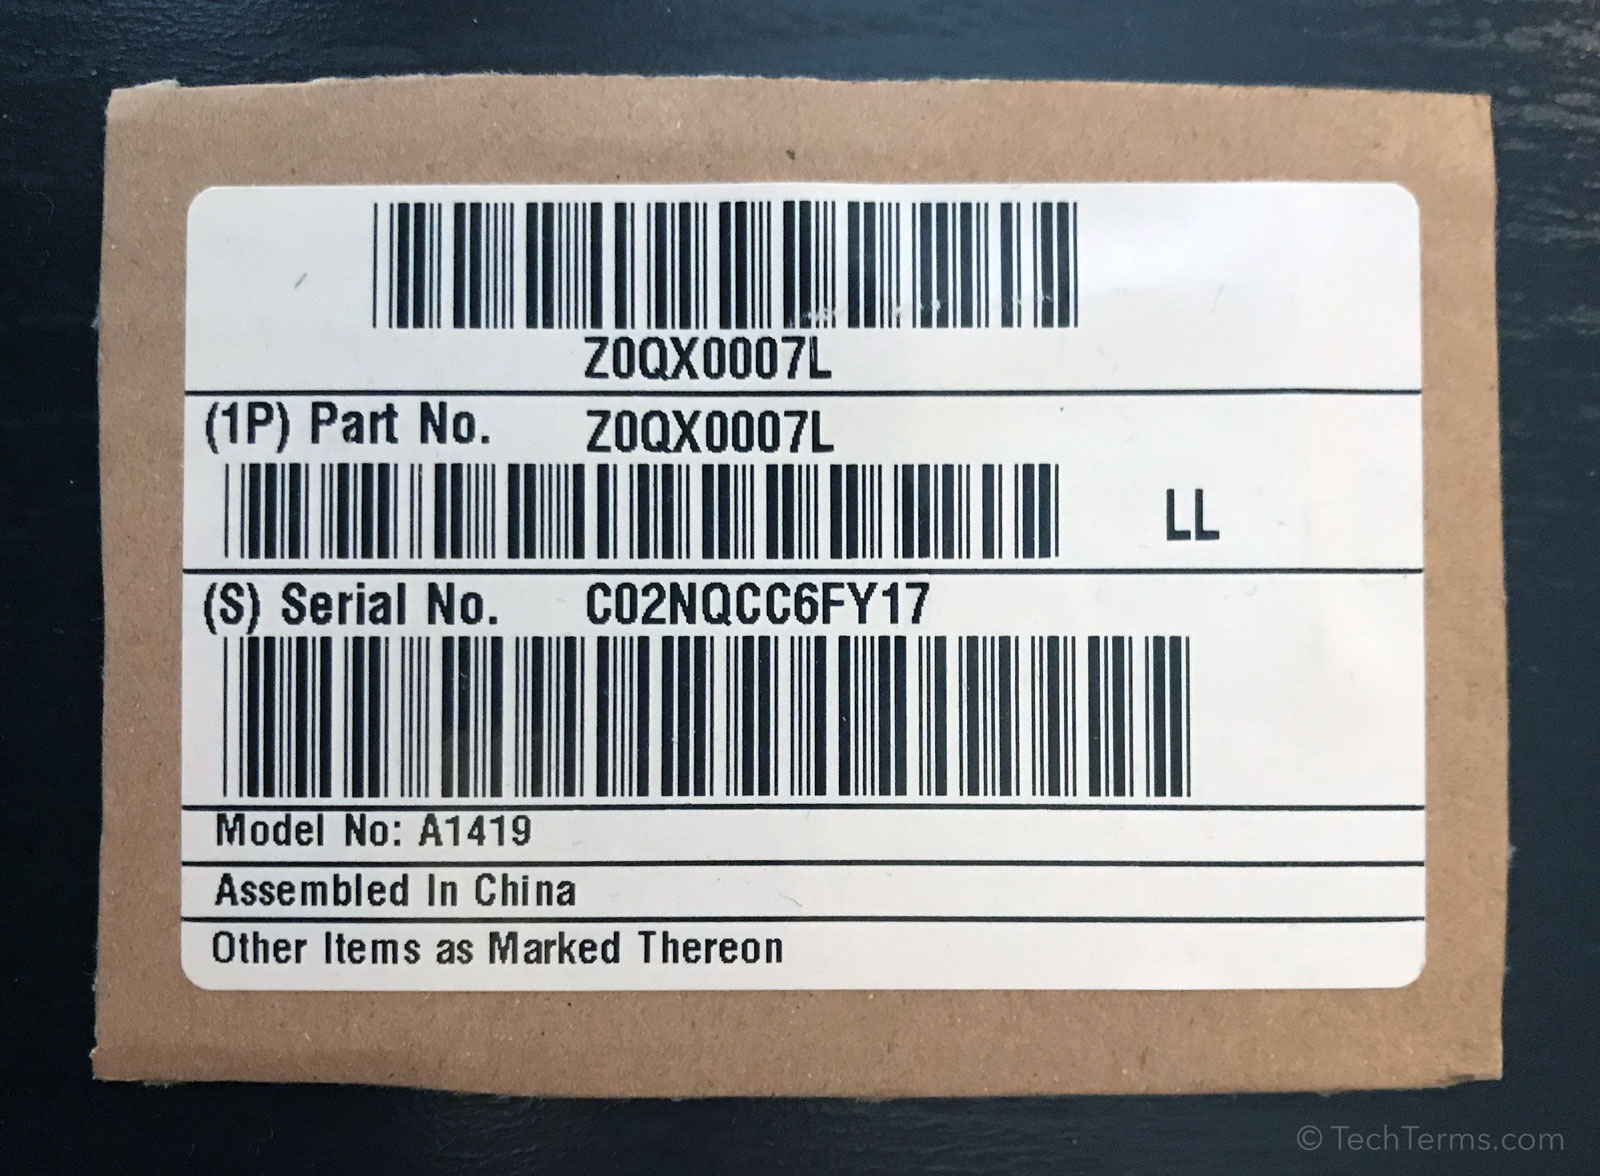 Z0QX0007L
(1P) Part No. Z0QX0007L
LL
(S) Serial No. C02NQCC6FY17
Model No: A1419
Assembled In China
Other Items as Marked Thereon
© TechTerms.com